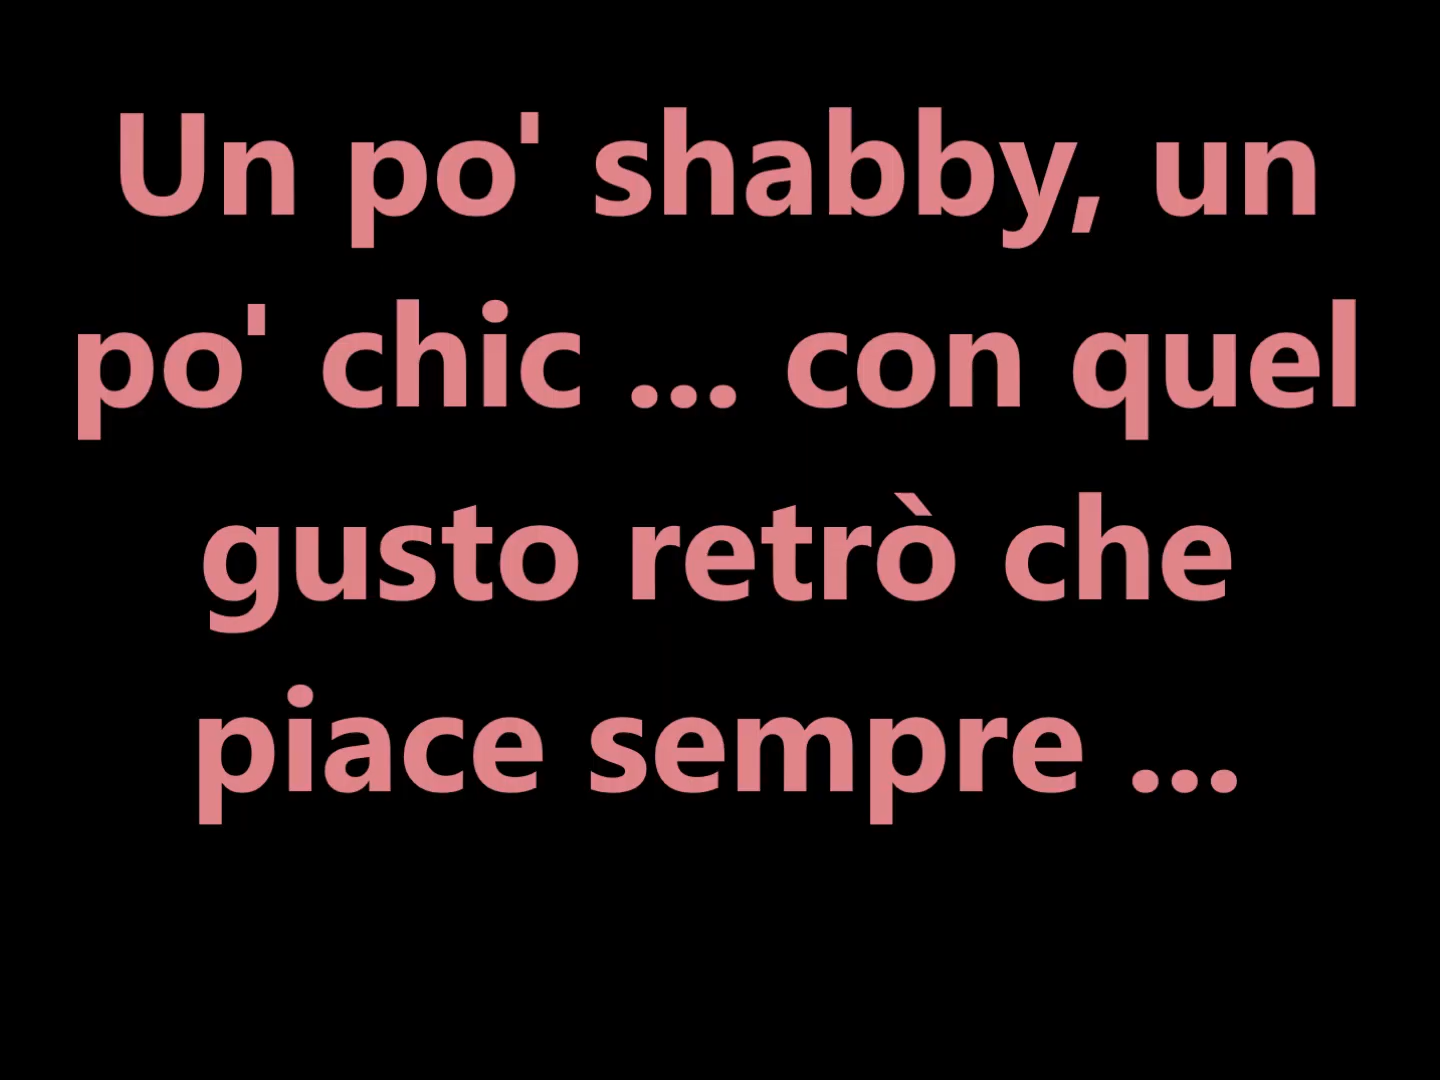 Un po' shabby, un
po' chic ... con quel
gusto retrò che
piace sempre ...